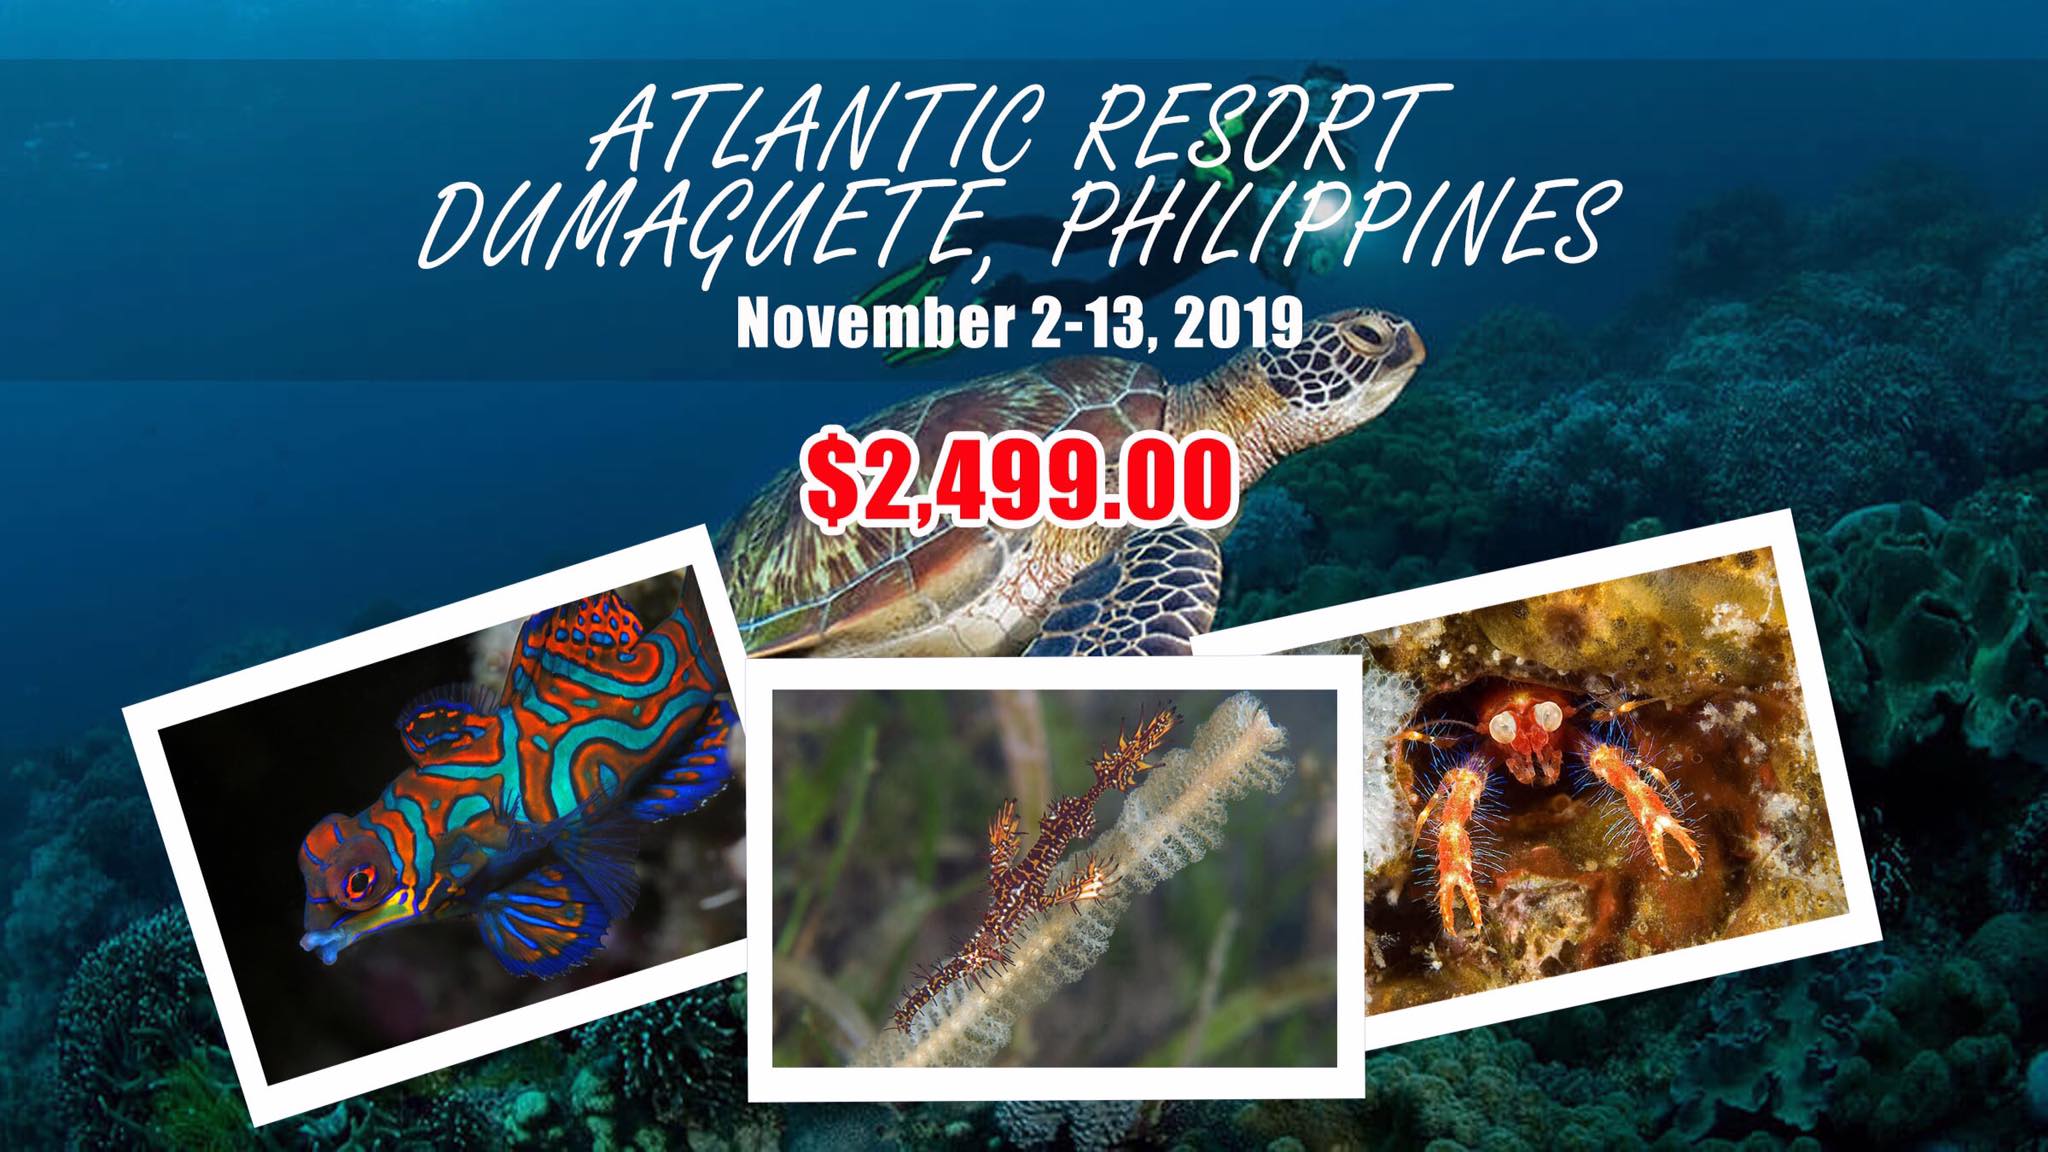 ATLANTIC RESORT
DUMAGUETE, PHILIPPINES
November 2-13, 2019
$2,499.00